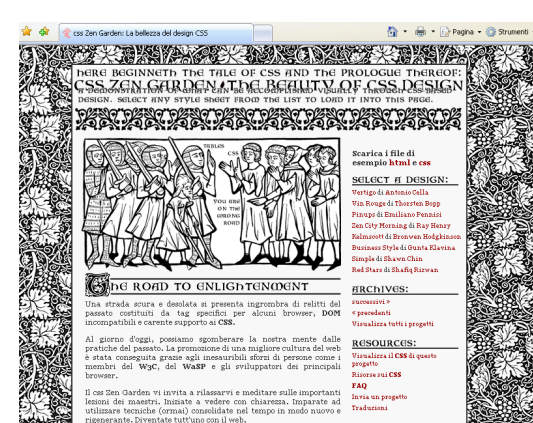 css Zen Garden: La bellezza del design CSS
Pagina
Strumenti
HERE BEGINNETH THE TALE OF CSS AND THE PROLOGUE THEREOF:
CSS ZEN GARDEN • THE BEAUTY OF CSS DESIGN
A DEMONSTRATION OF WHAT CAN BE ACCOMPLISHED VISUALLY THROUGH CSS-BASED
DESIGN. SELECT ANY STYLE SHEET FROM THE LIST TO LOAD IT INTO THIS PAGE.
TABLES
CSS
YOU ARE
ON THE
WRONG
ROAD
THE ROAD TO ENLIGHTENMENT
Una strada scura e desolata si presenta ingrombra di relitti del
passato costituiti da tag specifici per alcuni browser, DOM
incompatibili e carente supporto ai CSS.
Al giorno d'oggi, possiamo sgomberare la nostra mente dalle
pratiche del passato. La promozione di una migliore cultura del web
è stata conseguita grazie agli inesauribili sforzi di persone come i
membri del W3C, del WaSP e gli sviluppatori dei principali
browser.
Il css Zen Garden vi invita a rilassarvi e meditare sulle importanti
lezioni dei maestri. Iniziate a vedere con chiarezza. Imparate ad
utilizzare tecniche (ormai) consolidate nel tempo in modo nuovo e
rigenerante. Diventate tutt'uno con il web.
Scarica i file di
esempio html e css
SELECT A DESIGN:
Vertigo di Antonio Cella
Vin Rouge di Thorsten Bopp
Pinups di Emiliano Pennisi
Zen City Morning di Ray Henry
Kelmscott di Bronwen Hodgkinson
Business Style di Gunta Klavina
Simple di Shawn Chin
Red Stars di Shafiq Rizwan
ARCHIVES:
successivi »
« precedenti
Visualizza tutti i progetti
RESOURCES:
Visualizza il CSS di questo
progetto
Risorse sui CSS
FAQ
Invia un progetto
Traduzioni